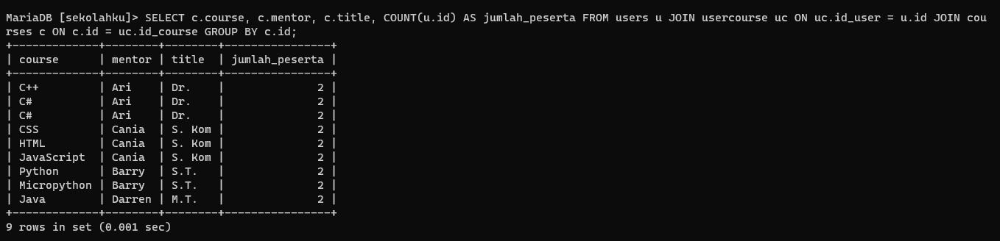 MariaDB [sekolahku]> SELECT c.course, c.mentor, c.title, COUNT(u.id) AS jumlah_peserta FROM users u JOIN usercourse uc ON uc.id_user = u.id JOIN cou
rses c ON c.id = uc.id_course GROUP BY c.id;
+-------------+--------+--------+----------------+
| course      | mentor | title  | jumlah_peserta |
+-------------+--------+--------+----------------+
| C++         | Ari    | Dr.    |              2 |
| C#          | Ari    | Dr.    |              2 |
| C#          | Ari    | Dr.    |              2 |
| CSS         | Cania  | S. Kom |              2 |
| HTML        | Cania  | S. Kom |              2 |
| JavaScript  | Cania  | S. Kom |              2 |
| Python      | Barry  | S.T.   |              2 |
| Micropython | Barry  | S.T.   |              2 |
| Java        | Darren | M.T.   |              2 |
+-------------+--------+--------+----------------+
9 rows in set (0.001 sec)